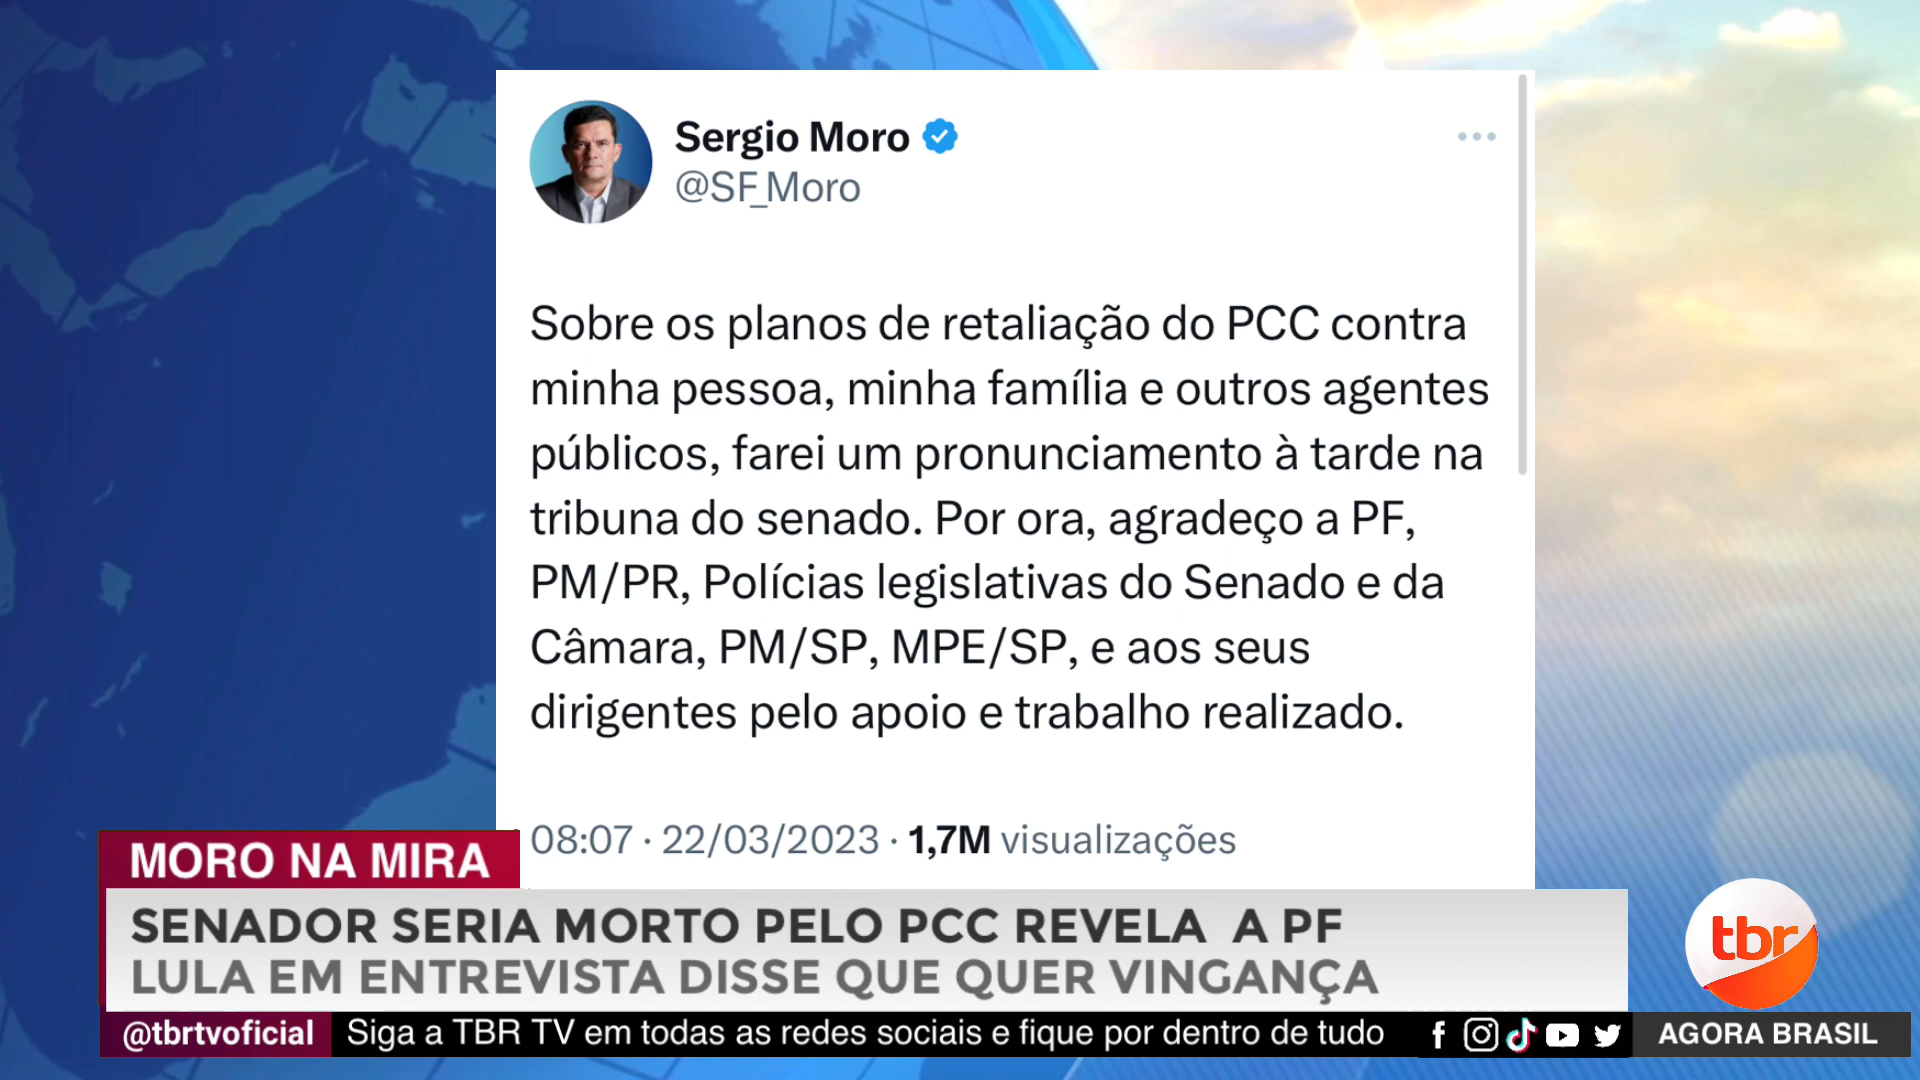 Sergio Moro
@SF_Moro
Sobre os planos de retaliação do PCC contra
minha pessoa, minha família e outros agentes
públicos, farei um pronunciamento à tarde na
tribuna do senado. Por ora, agradeço a PF,
PM/PR, Polícias legislativas do Senado e da
Câmara, PM/SP, MPE/SP, e aos seus
dirigentes pelo apoio e trabalho realizado.
08:07 · 22/03/2023 · 1,7M visualizações
MORO NA MIRA
SENADOR SERIA MORTO PELO PCC REVELA  A PF
LULA EM ENTREVISTA DISSE QUE QUER VINGANÇA
tbr
@tbrtvoficial Siga a TBR TV em todas as redes sociais e fique por dentro de tudo AGORA BRASIL